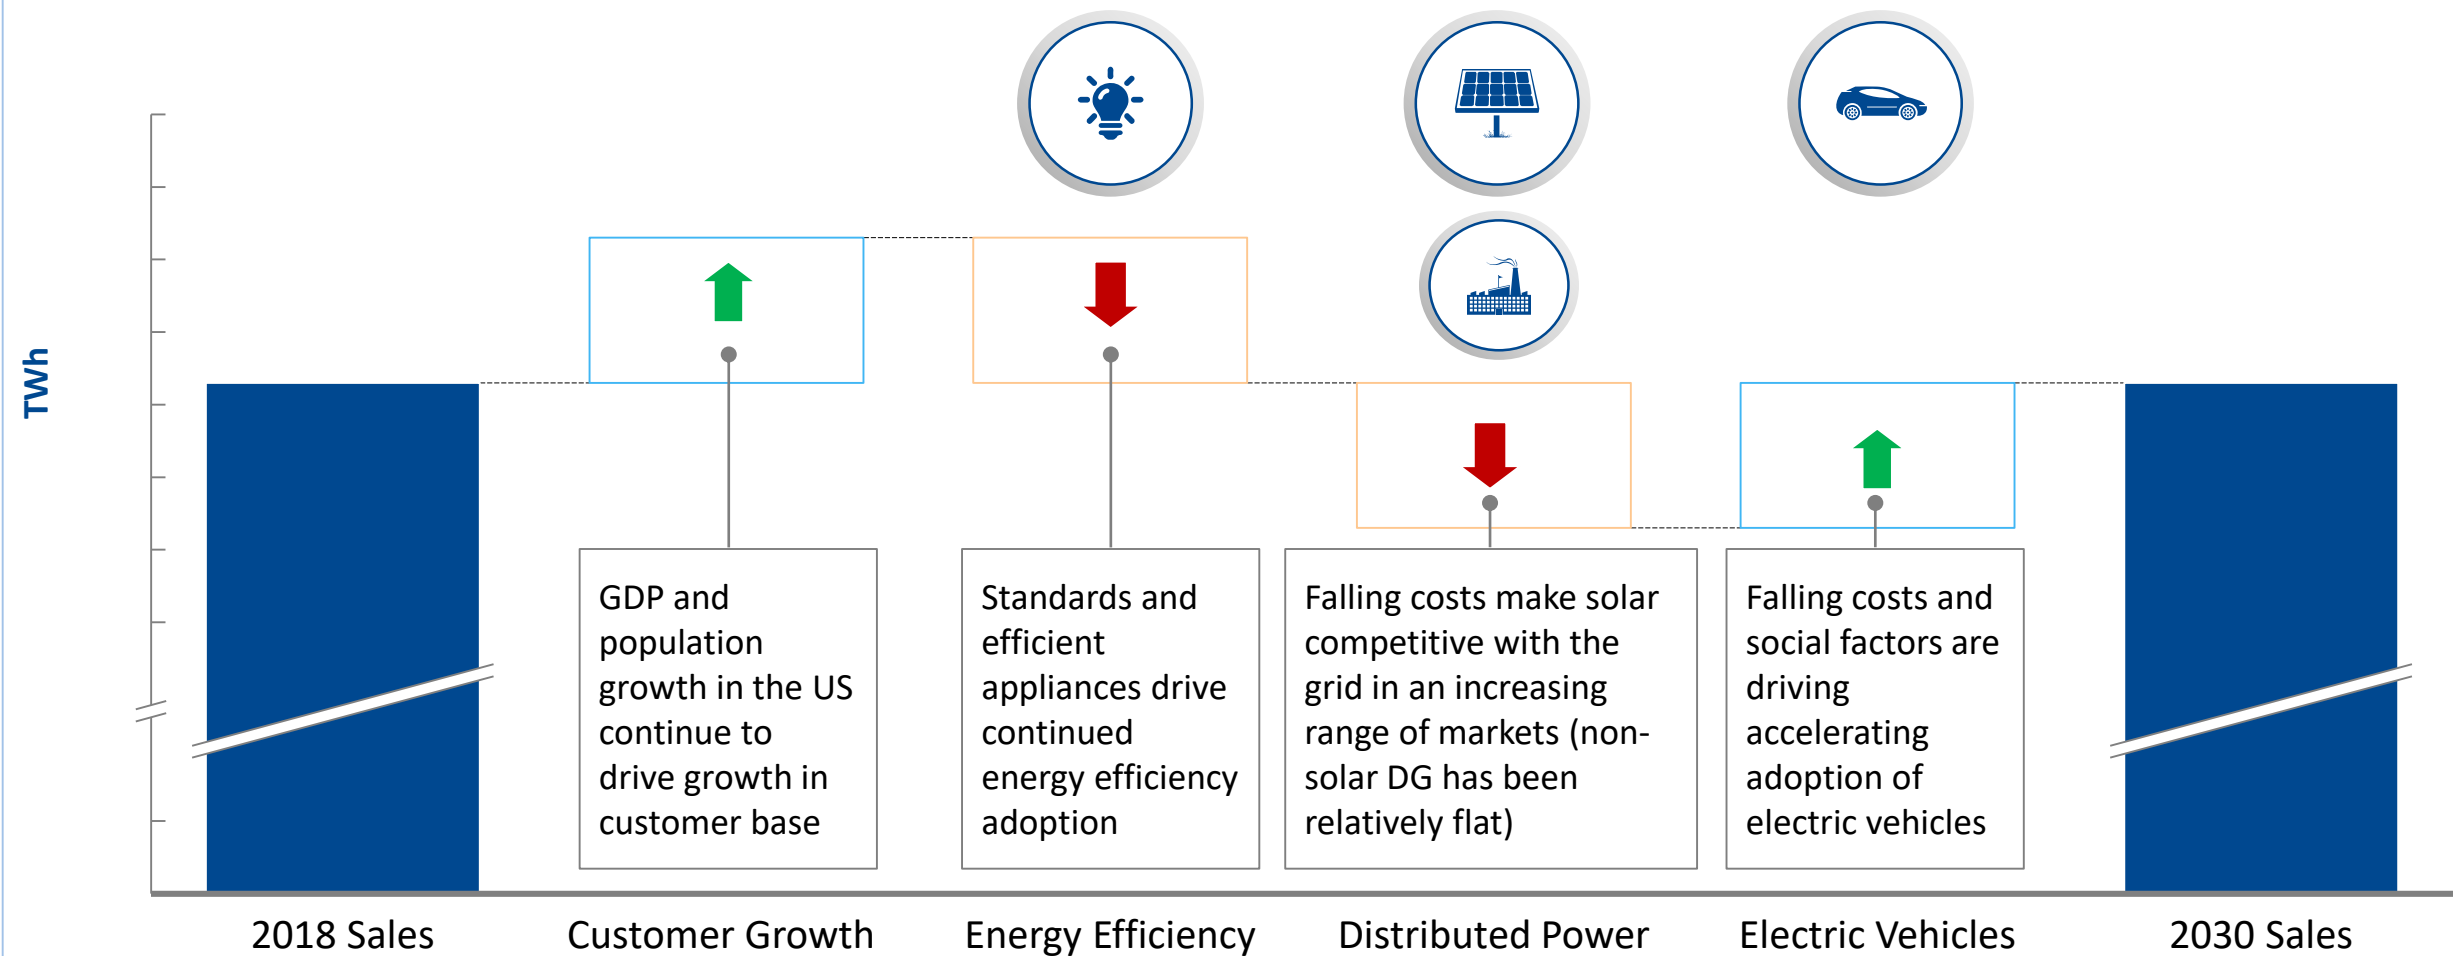 TWh
GDP and
population
growth in the US
continue to
drive growth in
customer base
Standards and
efficient
appliances drive
continued
energy efficiency
adoption
Falling costs make solar
competitive with the
grid in an increasing
range of markets (non-
solar DG has been
relatively flat)
Falling costs and
social factors are
driving
accelerating
adoption of
electric vehicles
2018 Sales
Customer Growth
Energy Efficiency
Distributed Power
Electric Vehicles
2030 Sales